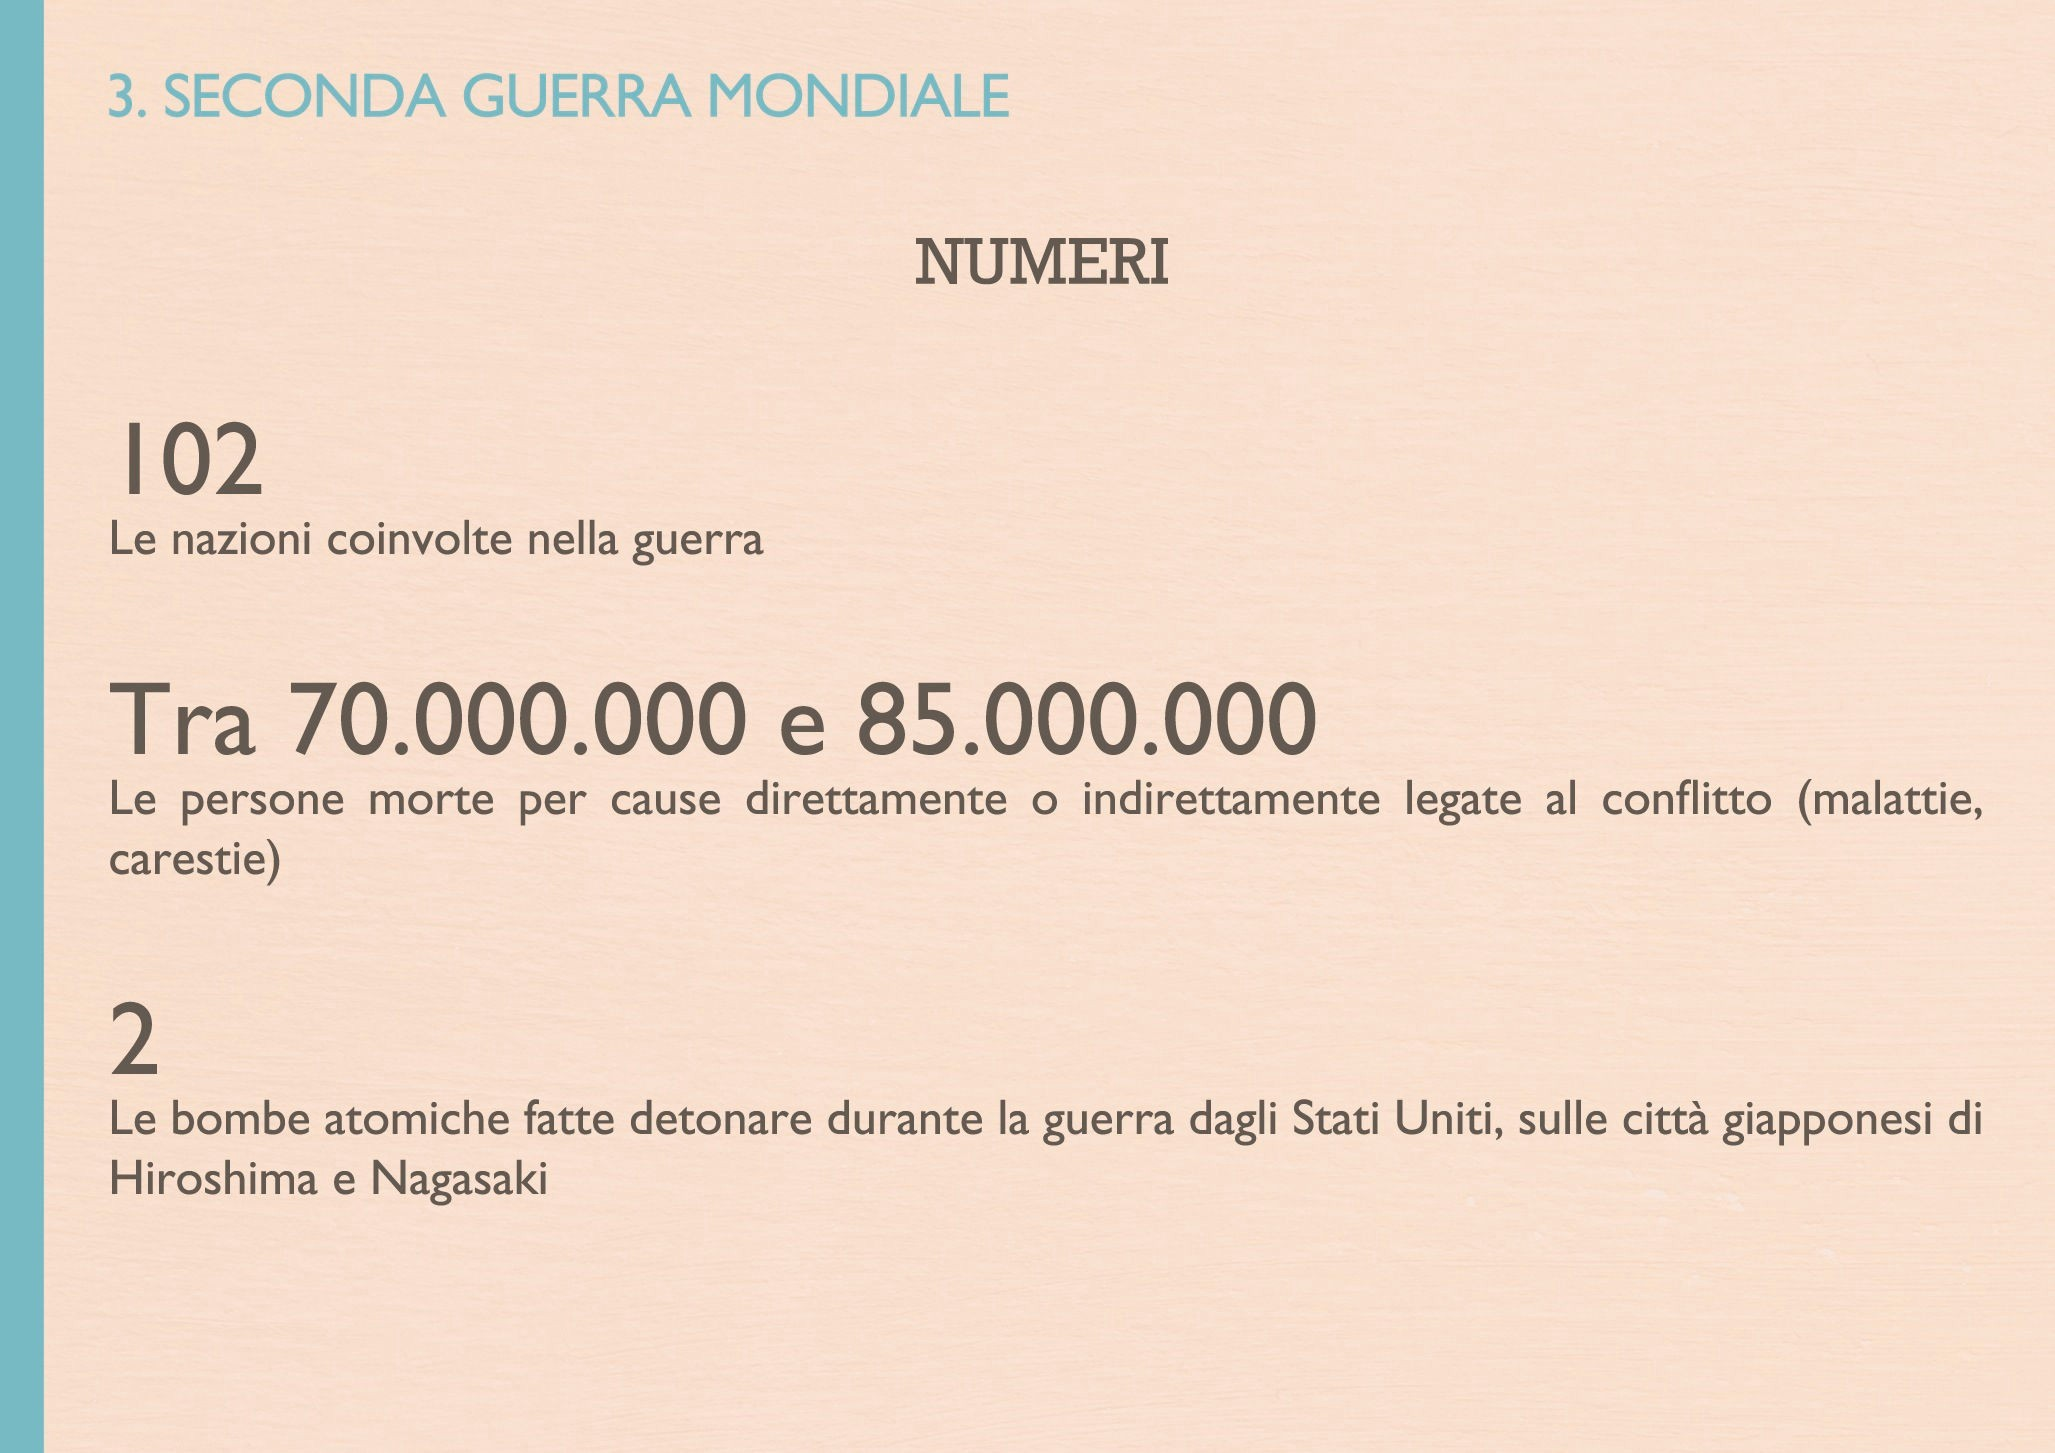 3. SECONDA GUERRA MONDIALE
NUMERI
102
Le nazioni coinvolte nella guerra
Tra 70.000.000 e 85.000.000
Le persone morte per cause direttamente o indirettamente legate al conflitto (malattie,
carestie)
2
Le bombe atomiche fatte detonare durante la guerra dagli Stati Uniti, sulle città giapponesi di
Hiroshima e Nagasaki